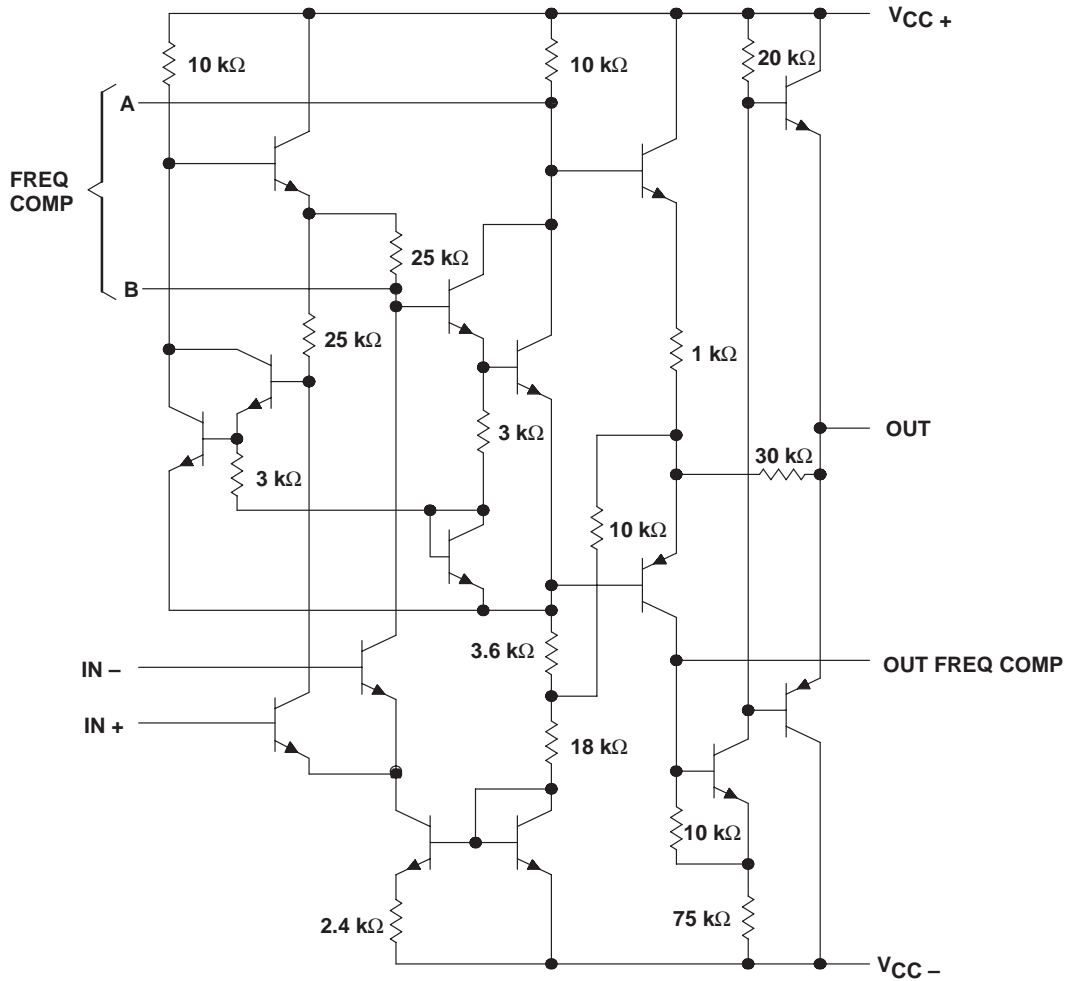 VCC +
10 kΩ
10 kΩ
20 kΩ
A
FREQ
COMP
25 kΩ
B
25 kΩ
1 kΩ
OUT
3 kΩ
30 kΩ
3 kΩ
10 kΩ
3.6 kΩ
IN –
OUT FREQ COMP
IN +
18 kΩ
10 kΩ
2.4 kΩ
75 kΩ
VCC –